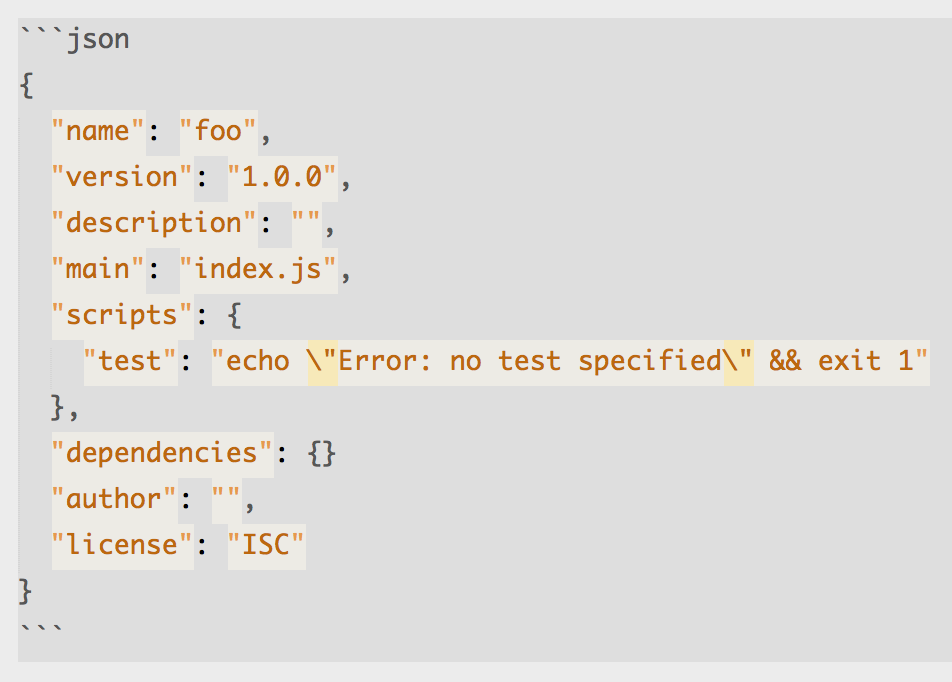 ```json
{
  "name": "foo",
  "version": "1.0.0",
  "description": "",
  "main": "index.js",
  "scripts": {
    "test": "echo \"Error: no test specified\" && exit 1"
  },
  "dependencies": {}
  "author": "",
  "license": "ISC"
}
```